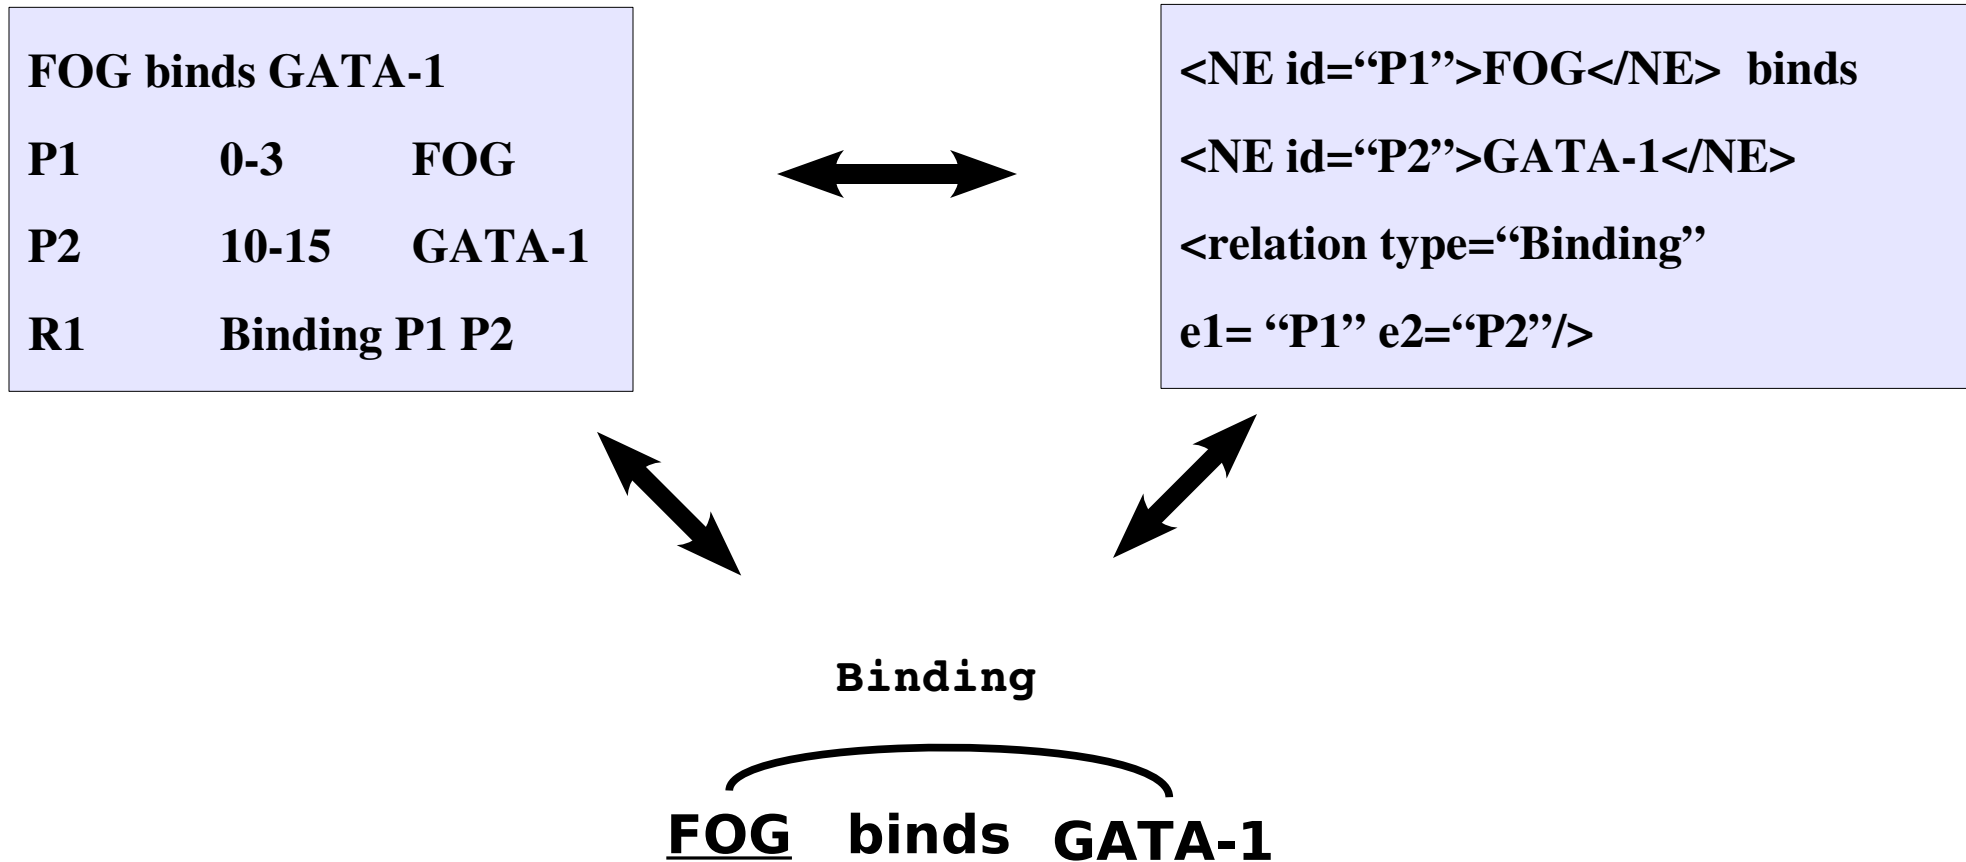 FOG binds GATA-1
P1 0-3 FOG
P2 10-15 GATA-1
R1 Binding P1 P2
<NE id=“P1”>FOG</NE> binds
<NE id=“P2”>GATA-1</NE>
<relation type=“Binding”
e1= “P1” e2=“P2”/>
Binding
FOG binds GATA-1